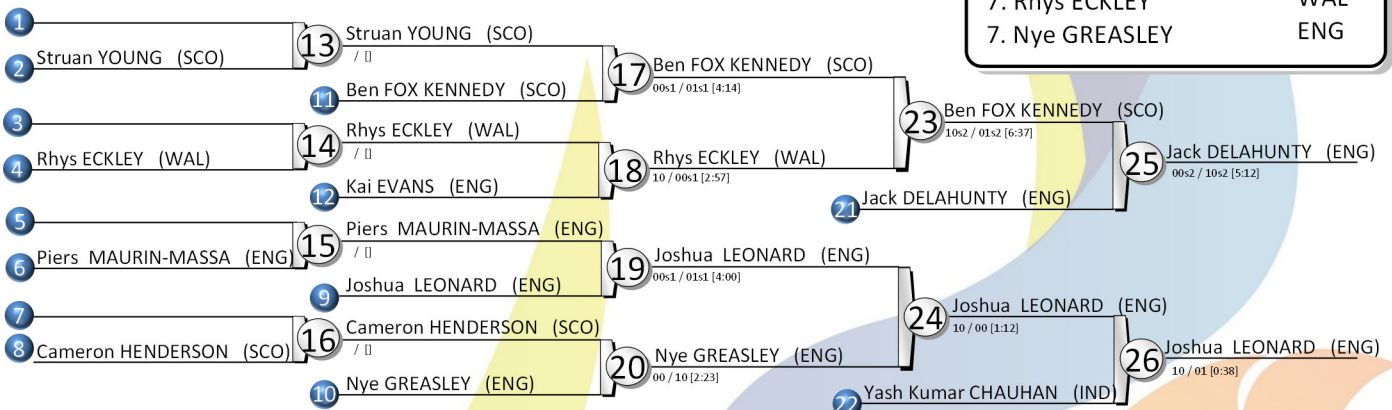 7. Rhys ECKLEY WAL
7. Nye GREASLEY ENG
1
2 Struan YOUNG (SCO)
13 Struan YOUNG (SCO)
/ []
11 Ben FOX KENNEDY (SCO)
17 Ben FOX KENNEDY (SCO)
00s1 / 01s1 [4:14]
3
4 Rhys ECKLEY (WAL)
14 Rhys ECKLEY (WAL)
/ []
12 Kai EVANS (ENG)
18 Rhys ECKLEY (WAL)
10 / 00s1 [2:57]
23 Ben FOX KENNEDY (SCO)
10s2 / 01s2 [6:37]
21 Jack DELAHUNTY (ENG)
25 Jack DELAHUNTY (ENG)
00s2 / 10s2 [5:12]
5
6 Piers MAURIN-MASSA (ENG)
15 Piers MAURIN-MASSA (ENG)
/ []
9 Joshua LEONARD (ENG)
19 Joshua LEONARD (ENG)
00s1 / 01s1 [4:00]
7
8 Cameron HENDERSON (SCO)
16 Cameron HENDERSON (SCO)
/ []
10 Nye GREASLEY (ENG)
20 Nye GREASLEY (ENG)
00 / 10 [2:23]
24 Joshua LEONARD (ENG)
10 / 00 [1:12]
22 Yash Kumar CHAUHAN (IND)
26 Joshua LEONARD (ENG)
10 / 01 [0:38]